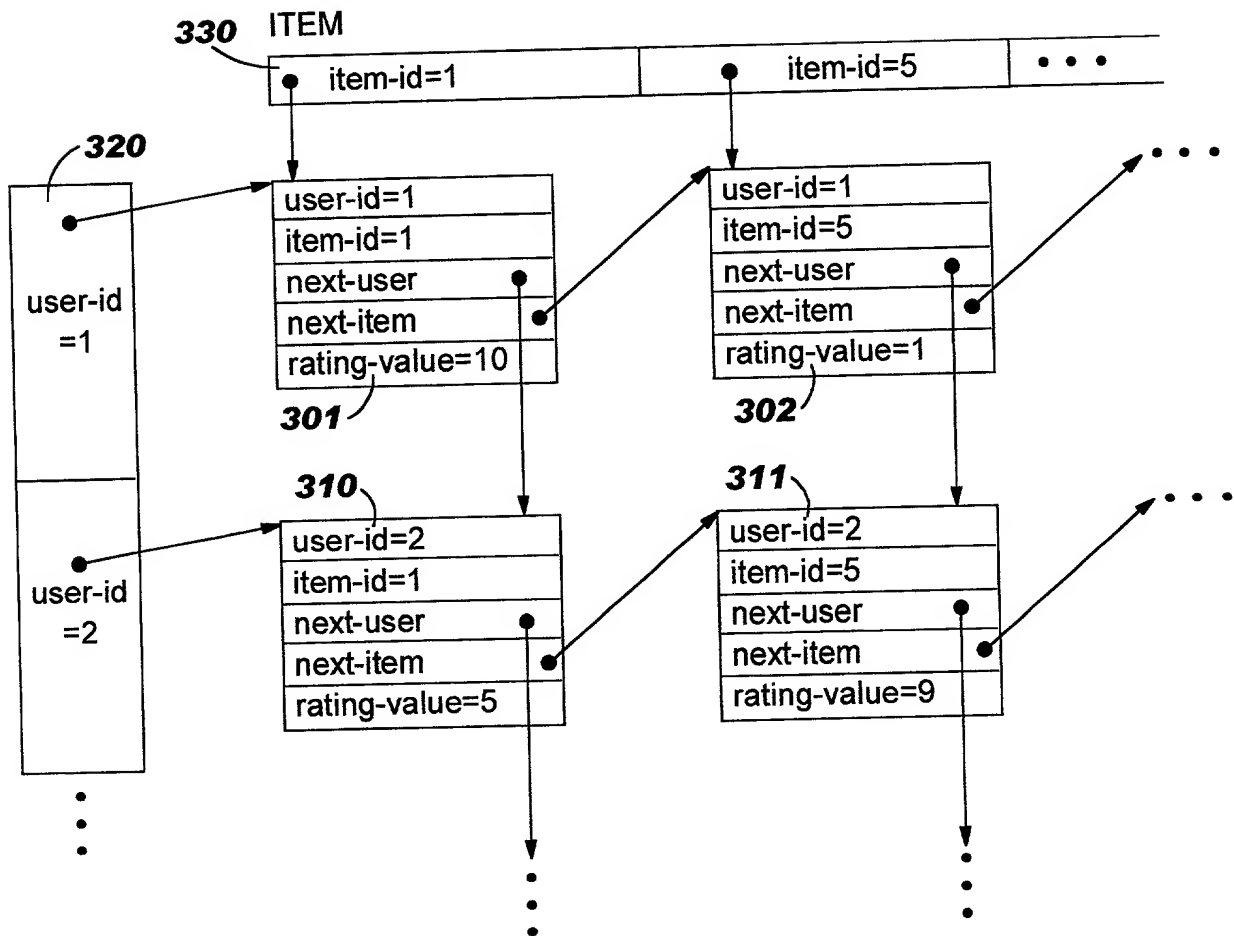 ITEM
330
item-id=1
item-id=5
320
user-id
=1
user-id=1
item-id=1
next-user
next-item
rating-value=10
301
user-id=1
item-id=5
next-user
next-item
rating-value=1
302
user-id
=2
310
user-id=2
item-id=1
next-user
next-item
rating-value=5
311
user-id=2
item-id=5
next-user
next-item
rating-value=9